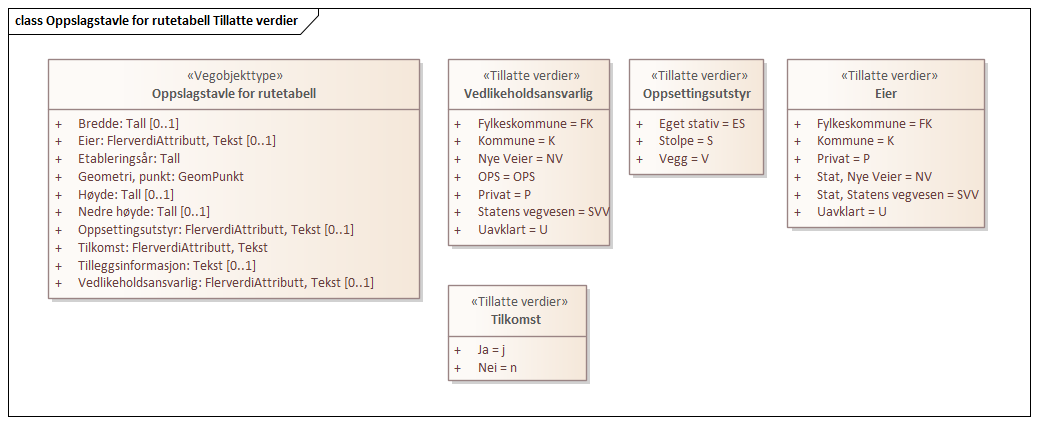 class Oppslagstavle for rutetabell Tillatte verdier
«Vegobjekttype»
Oppslagstavle for rutetabell
+ Bredde: Tall [0..1]
+ Eier: FlerverdiAttributt, Tekst [0..1]
+ Etableringsår: Tall
+ Geometri, punkt: GeomPunkt
+ Høyde: Tall [0..1]
+ Nedre høyde: Tall [0..1]
+ Oppsettingsutstyr: FlerverdiAttributt, Tekst [0..1]
+ Tilkomst: FlerverdiAttributt, Tekst
+ Tilleggsinformasjon: Tekst [0..1]
+ Vedlikeholdsansvarlig: FlerverdiAttributt, Tekst [0..1]
«Tillatte verdier»
Vedlikeholdsansvarlig
+ Fylkeskommune = FK
+ Kommune = K
+ Nye Veier = NV
+ OPS = OPS
+ Privat = P
+ Statens vegvesen = SVV
+ Uavklart = U
«Tillatte verdier»
Oppsettingsutstyr
+ Eget stativ = ES
+ Stolpe = S
+ Vegg = V
«Tillatte verdier»
Eier
+ Fylkeskommune = FK
+ Kommune = K
+ Privat = P
+ Stat, Nye Veier = NV
+ Stat, Statens vegvesen = SVV
+ Uavklart = U
«Tillatte verdier»
Tilkomst
+ Ja = j
+ Nei = n